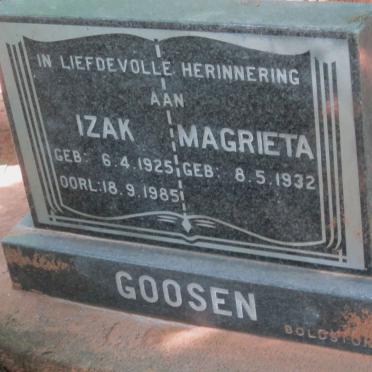 IN LIEFDEVOLLE HERINNERING
AAN
IZAK MAGRIETA
GEB: 6.4.1925 GEB: 8.5.1932
OORL: 18.9.1985
GOOSEN